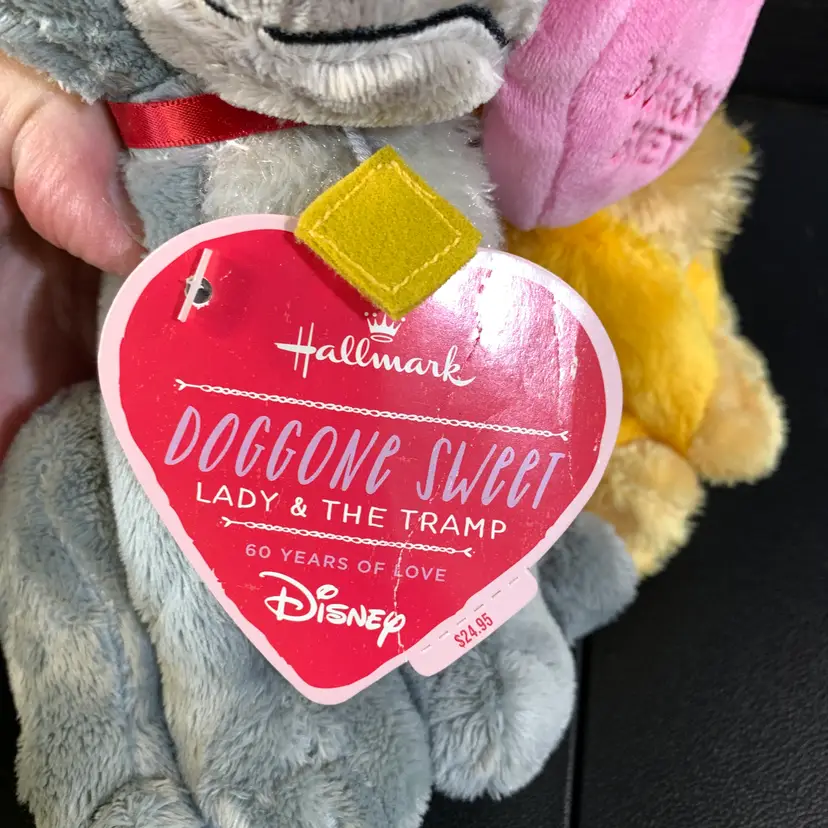 Hallmark
DOGGONE SWEET
LADY & THE TRAMP
60 YEARS OF LOVE
DISNEY
$24.95